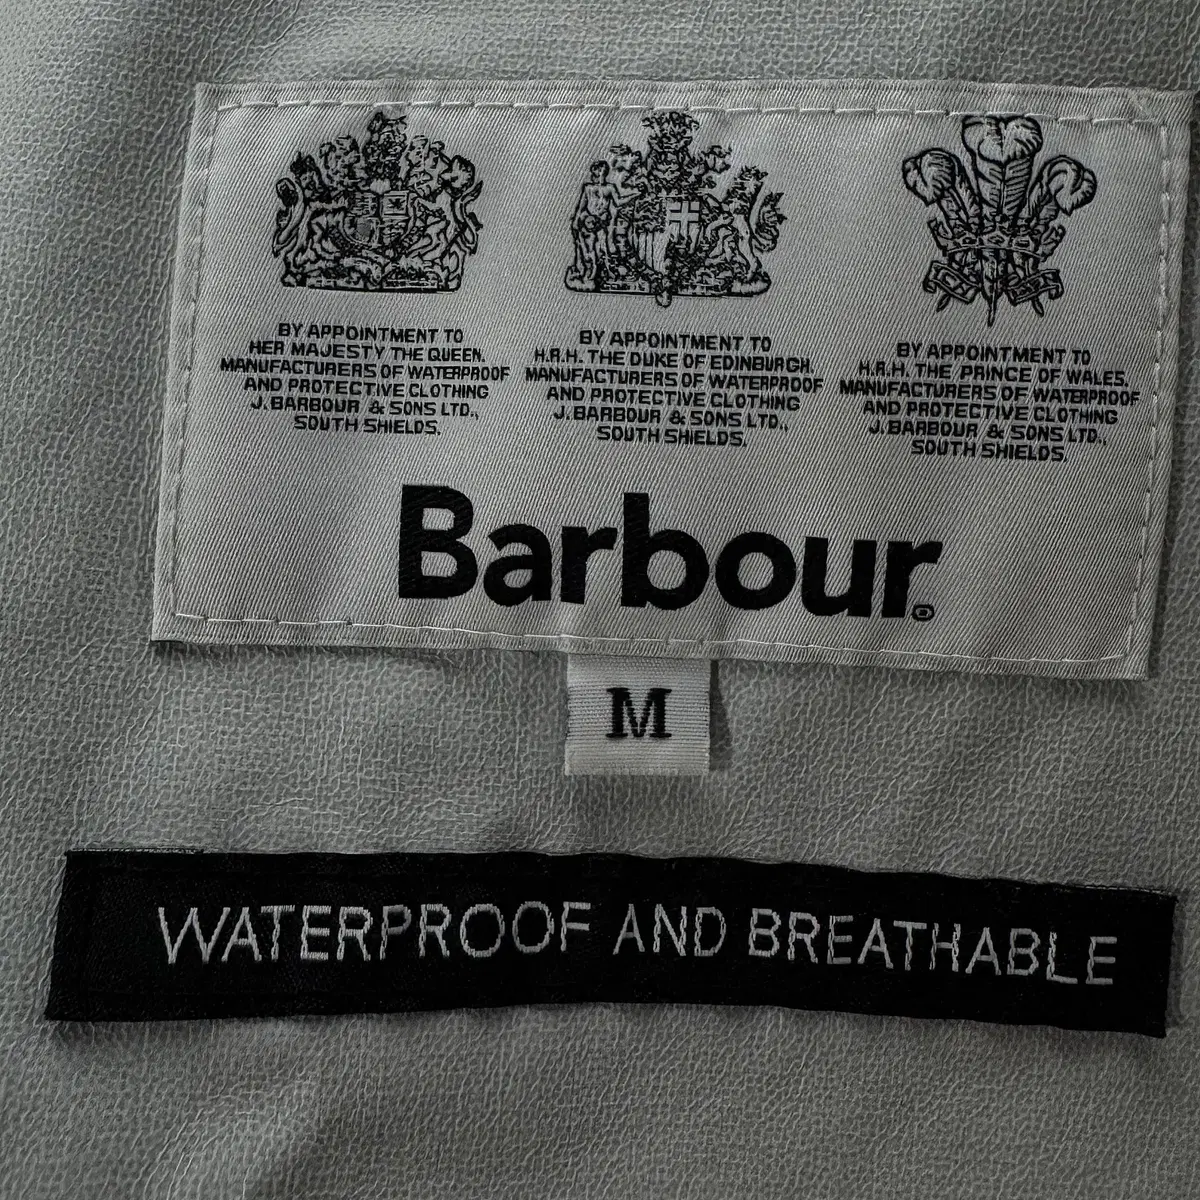 BY APPOINTMENT TO
HER MAJESTY THE QUEEN.
MANUFACTURERS OF WATERPROOF
AND PROTECTIVE CLOTHING
J. BARBOUR & SONS LTD.,
SOUTH SHIELDS.
BY APPOINTMENT TO
H.R.H. THE DUKE OF EDINBURGH.
MANUFACTURERS OF WATERPROOF
AND PROTECTIVE CLOTHING
J. BARBOUR & SONS LTD.,
SOUTH SHIELDS.
BY APPOINTMENT TO
H.R.H. THE PRINCE OF WALES.
MANUFACTURERS OF WATERPROOF
AND PROTECTIVE CLOTHING
J. BARBOUR & SONS LTD.,
SOUTH SHIELDS.
Barbour®
M
WATERPROOF AND BREATHABLE